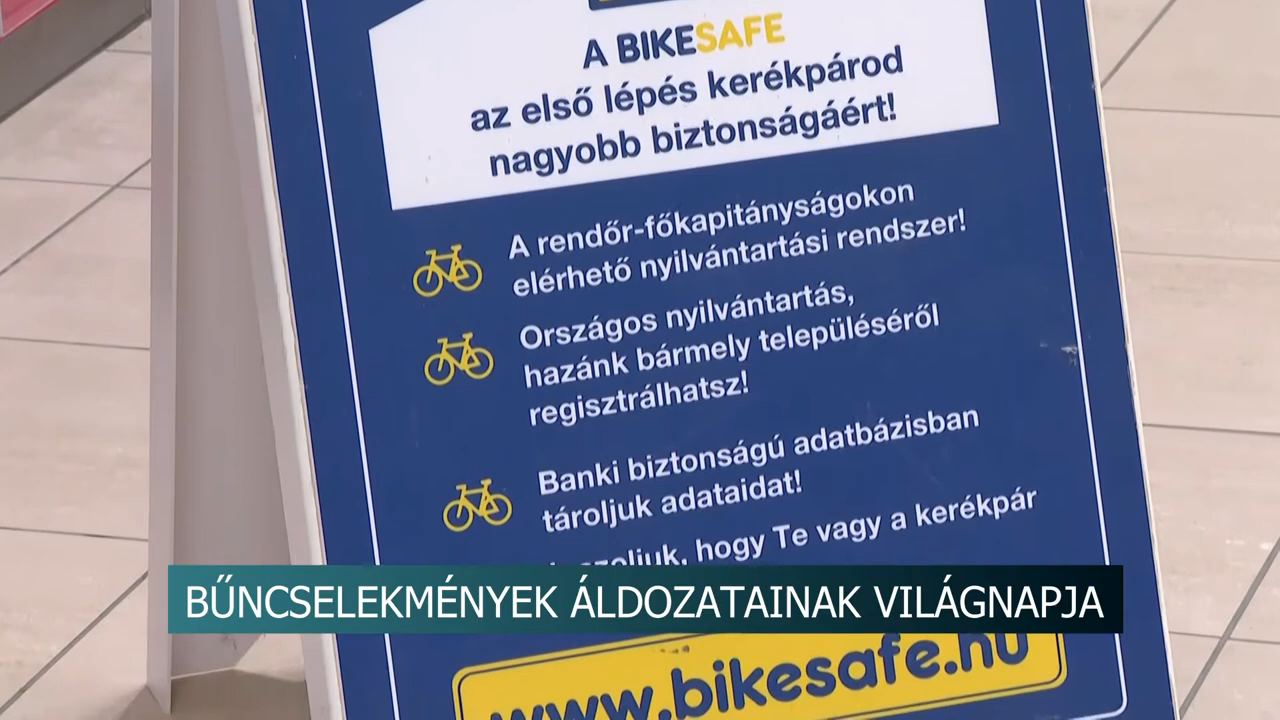 A BIKESAFE
az első lépés kerékpárod
nagyobb biztonságáért!
A rendőr-főkapitányságokon
elérhető nyilvántartási rendszer!
Országos nyilvántartás,
hazánk bármely településéről
regisztrálhatsz!
Banki biztonságú adatbázisban
tároljuk adataidat!
hogy Te vagy a kerékpár
BŰNCSELEKMÉNYEK ÁLDOZATAINAK VILÁGNAPJA
www.bikesafe.hu